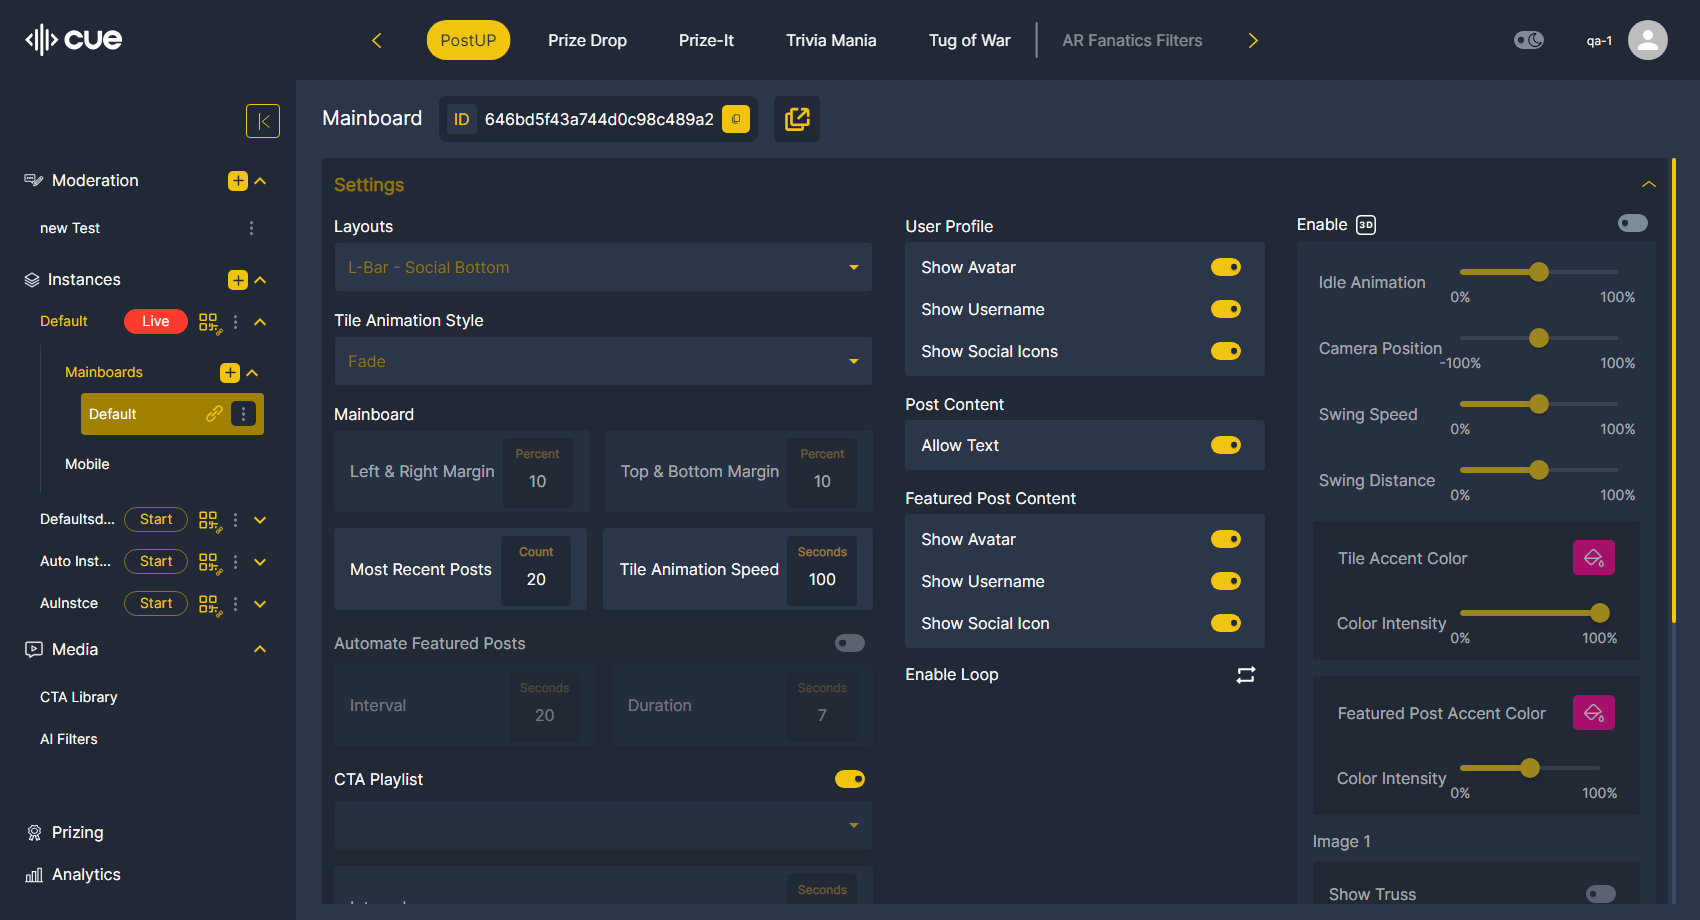 cue
PostUP
Prize Drop
Prize-It
Trivia Mania
Tug of War
AR Fanatics Filters
qa-1
Moderation
new Test
Instances
Default
Live
Mainboards
Default
Mobile
Defaultsd...
Start
Auto Inst...
Start
AuInstce
Start
Media
CTA Library
AI Filters
Prizing
Analytics
Mainboard
ID
646bd5f43a744d0c98c489a2
Settings
Layouts
L-Bar - Social Bottom
Tile Animation Style
Fade
Mainboard
Left & Right Margin
Percent
10
Top & Bottom Margin
Percent
10
Most Recent Posts
Count
20
Tile Animation Speed
Seconds
100
Automate Featured Posts
Interval
Seconds
20
Duration
Seconds
7
CTA Playlist
Seconds
User Profile
Show Avatar
Show Username
Show Social Icons
Post Content
Allow Text
Featured Post Content
Show Avatar
Show Username
Show Social Icon
Enable Loop
Enable
3D
Idle Animation
0%
100%
Camera Position
-100%
100%
Swing Speed
0%
100%
Swing Distance
0%
100%
Tile Accent Color
Color Intensity
0%
100%
Featured Post Accent Color
Color Intensity
0%
100%
Image 1
Show Truss